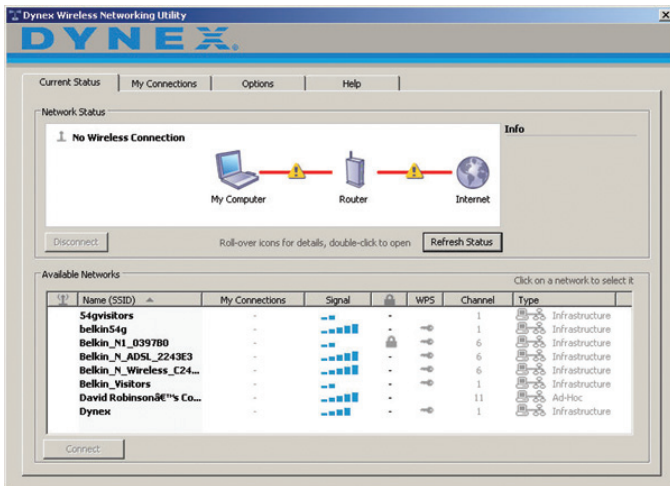 Dynex Wireless Networking Utility
DYNEX.
Current Status My Connections Options Help
Network Status
No Wireless Connection
Info
My Computer Router Internet
Disconnect Roll-over icons for details, double-click to open Refresh Status
Available Networks
Click on a network to select it
Name (SSID) My Connections Signal WPS Channel Type
54gvisitors - - 1 Infrastructure
belkin54g - - 1 Infrastructure
Belkin_N1_0397B0 - 6 Infrastructure
Belkin_N_ADSL_2243E3 - - 6 Infrastructure
Belkin_N_Wireless_C24... - - 6 Infrastructure
Belkin_Visitors - - 1 Infrastructure
David Robinsonâ€™s Co... - - 11 Ad-Hoc
Dynex - - 1 Infrastructure
Connect